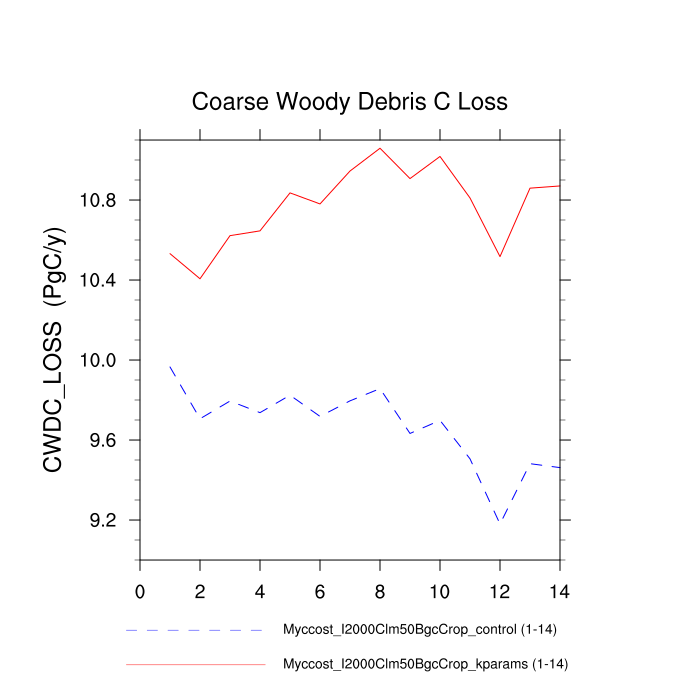 Coarse Woody Debris C Loss
CWDC_LOSS (PgC/y)
10.8
10.4
10.0
9.6
9.2
0 2 4 6 8 10 12 14
Myccost_I2000Clm50BgcCrop_control (1-14)
Myccost_I2000Clm50BgcCrop_kparams (1-14)